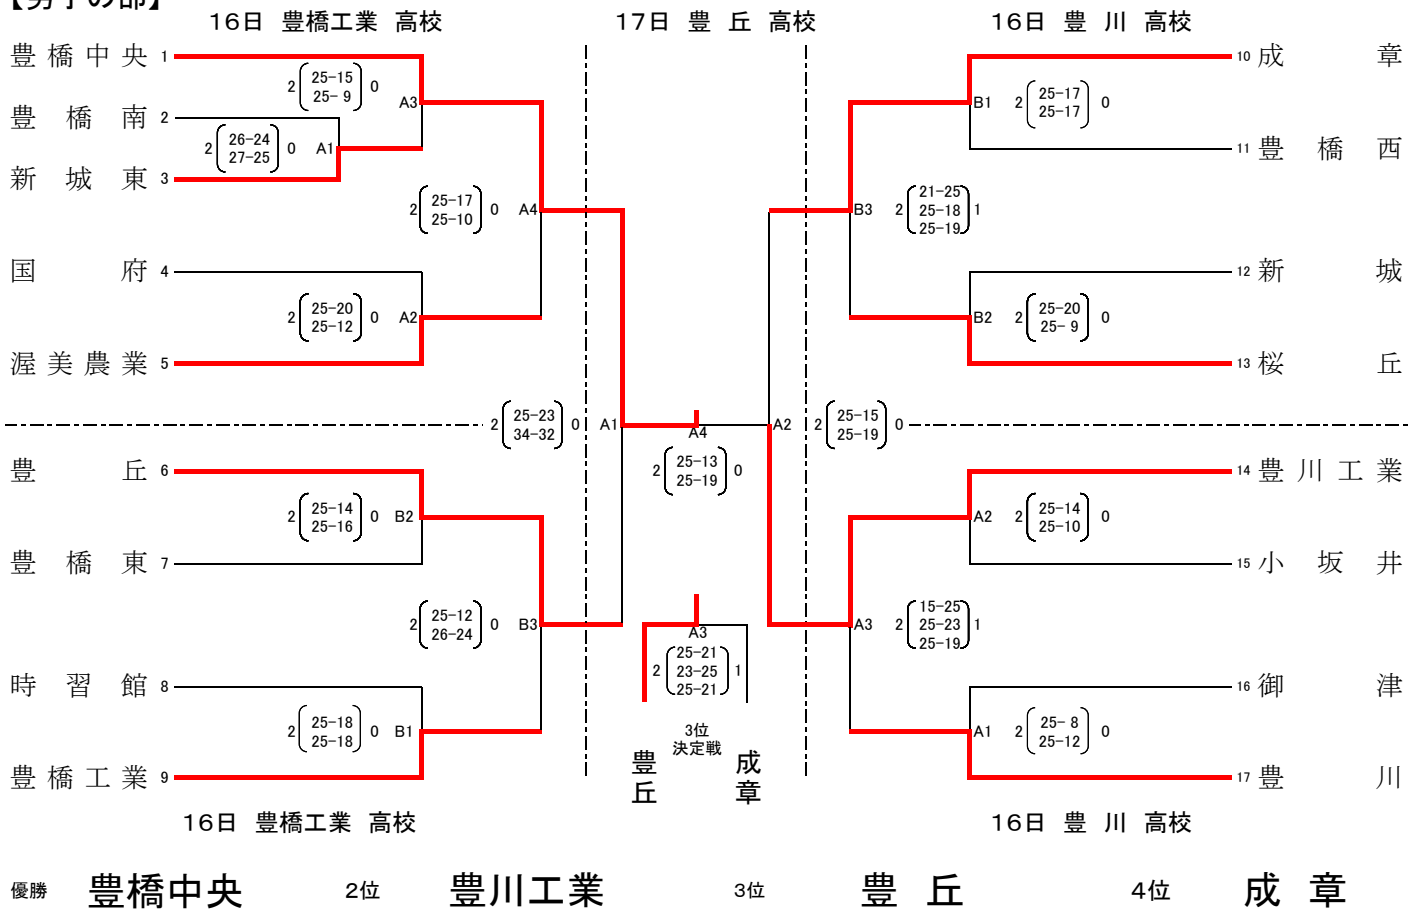 【男子の部】
16日 豊橋工業 高校
17日 豊 丘 高校
16日 豊 川 高校
豊橋中央 1
2 25-15 25- 9 0 A3
豊橋南 2
2 26-24 27-25 0 A1
新城東 3
2 25-17 25-10 0 A4
国府 4
2 25-20 25-12 0 A2
渥美農業 5
2 25-23 34-32 0 A1
豊丘 6
2 25-14 25-16 0 B2
豊橋東 7
2 25-12 26-24 0 B3
時習館 8
2 25-18 25-18 0 B1
豊橋工業 9
A4
2 25-13 25-19 0
A3
2 25-21 23-25 25-21 1
3位
決定戦
豊丘
成章
10 成章
B1 2 25-17 25-17 0
11 豊橋西
B3 2 21-25 25-18 25-19 1
12 新城
B2 2 25-20 25- 9 0
13 桜丘
A2 2 25-15 25-19 0
14 豊川工業
A2 2 25-14 25-10 0
15 小坂井
A3 2 15-25 25-23 25-19 1
16 御津
A1 2 25- 8 25-12 0
17 豊川
16日 豊橋工業 高校
16日 豊 川 高校
優勝 豊橋中央 2位 豊川工業 3位 豊 丘 4位 成 章